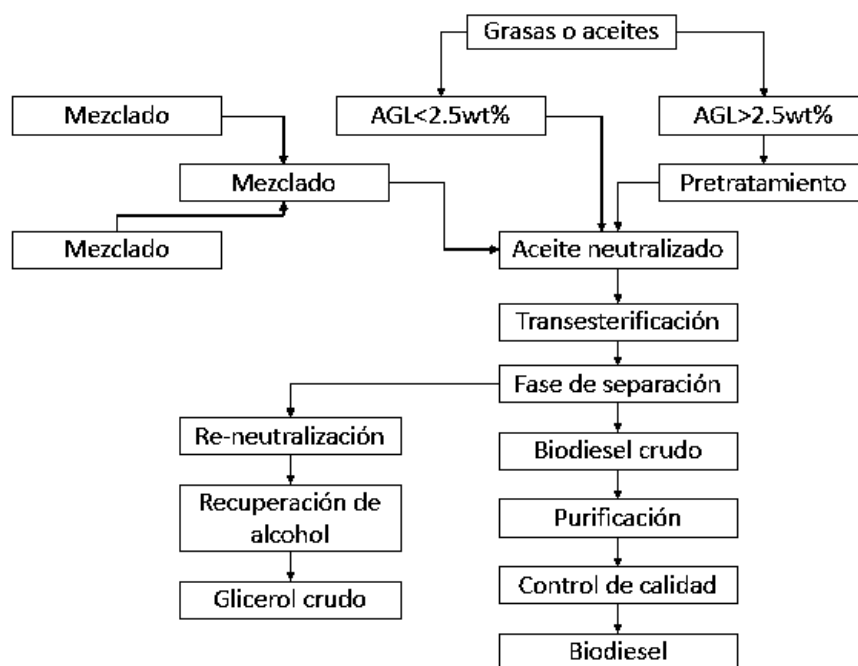 Grasas o aceites
Mezclado
AGL<2.5wt%
AGL>2.5wt%
Mezclado
Pretratamiento
Mezclado
Aceite neutralizado
Transesterificación
Fase de separación
Re-neutralización
Biodiesel crudo
Recuperación de
alcohol
Purificación
Glicerol crudo
Control de calidad
Biodiesel